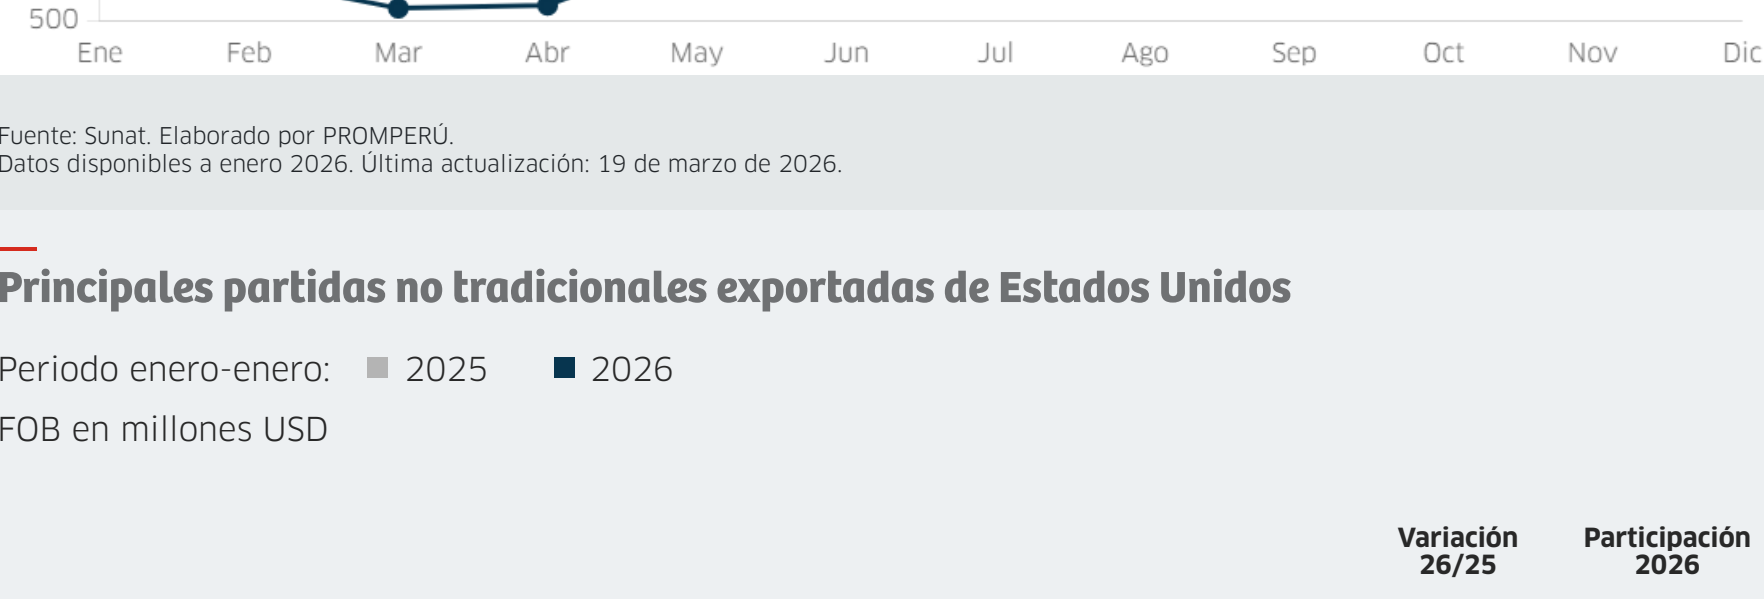 500
Ene Feb Mar Abr May Jun Jul Ago Sep Oct Nov Dic
Fuente: Sunat. Elaborado por PROMPERÚ.
Datos disponibles a enero 2026. Última actualización: 19 de marzo de 2026.
Principales partidas no tradicionales exportadas de Estados Unidos
Periodo enero-enero: 2025 2026
FOB en millones USD
Variación Participación
26/25 2026